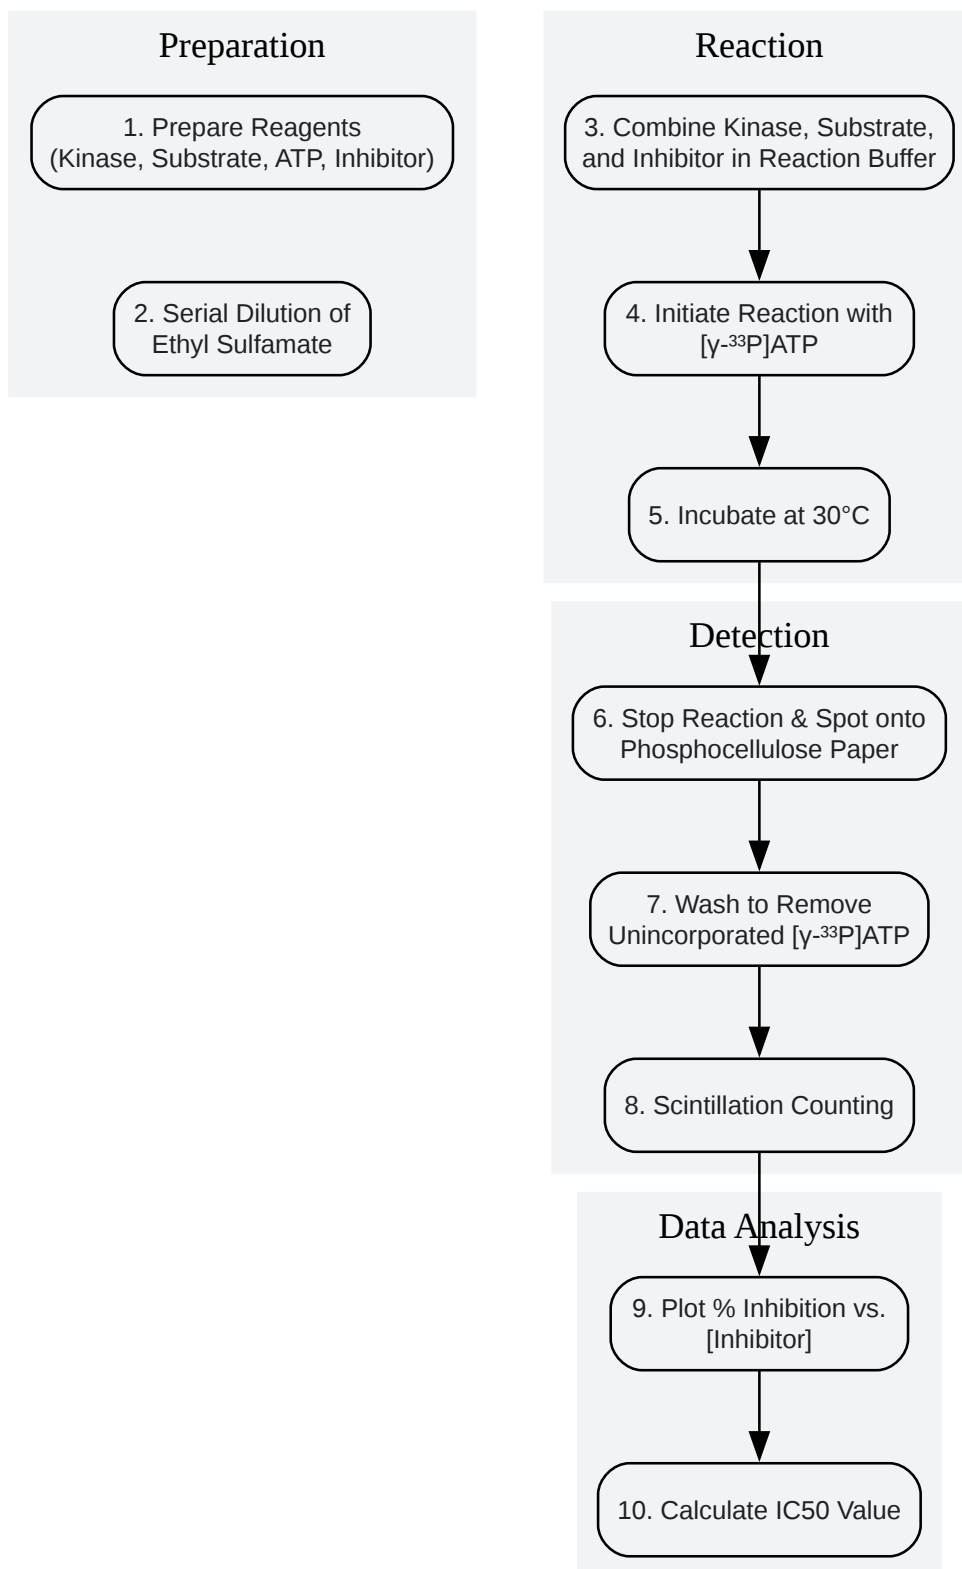 Preparation
1. Prepare Reagents
(Kinase, Substrate, ATP, Inhibitor)
2. Serial Dilution of
Ethyl Sulfamate
Reaction
3. Combine Kinase, Substrate,
and Inhibitor in Reaction Buffer
4. Initiate Reaction with
[γ-³³P]ATP
5. Incubate at 30°C
Detection
6. Stop Reaction & Spot onto
Phosphocellulose Paper
7. Wash to Remove
Unincorporated [γ-³³P]ATP
8. Scintillation Counting
Data Analysis
9. Plot % Inhibition vs.
[Inhibitor]
10. Calculate IC50 Value